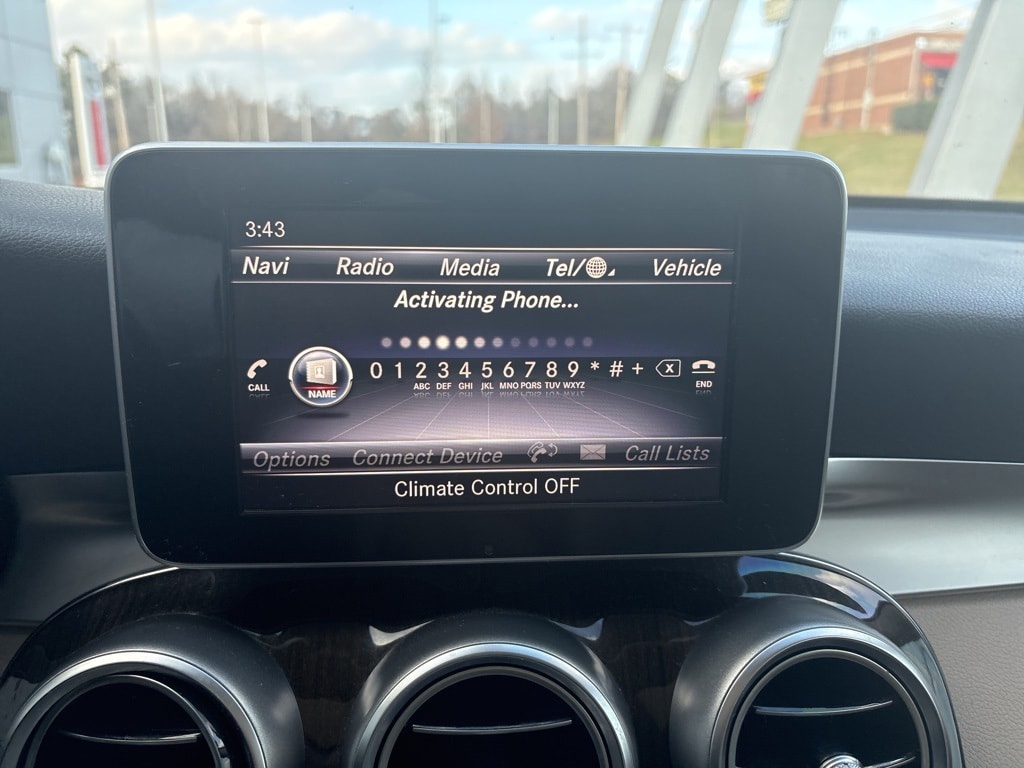 3:43
Navi Radio Media Tel/ Vehicle
Activating Phone...
CALL NAME 0 1 2 3 4 5 6 7 8 9 * # + END
ABC DEF GHI JKL MNO PQRS TUV WXYZ
Options Connect Device Call Lists
Climate Control OFF